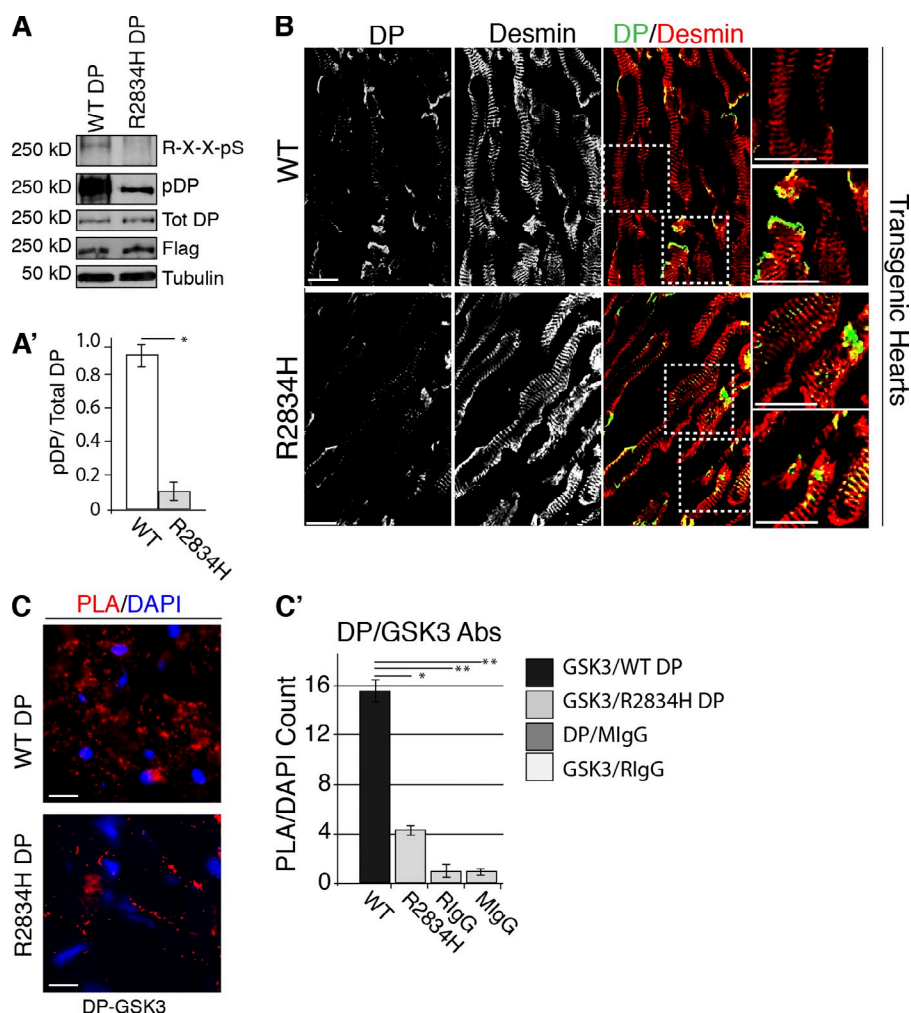 A
WT DP
R2834H DP
250 kD
R-X-X-pS
250 kD
pDP
250 kD
Tot DP
250 kD
Flag
50 kD
Tubulin
A'
pDP/ Total DP
1.0
0.8
0.6
0.4
0.2
0
*
WT
R2834H
B
DP
Desmin
DP/Desmin
WT
R2834H
Transgenic Hearts
C
PLA/DAPI
WT DP
R2834H DP
DP-GSK3
C'
DP/GSK3 Abs
PLA/DAPI Count
16
12
8
4
0
**
**
*
WT
R2834H
RIgG
MIgG
GSK3/WT DP
GSK3/R2834H DP
DP/MIgG
GSK3/RIgG